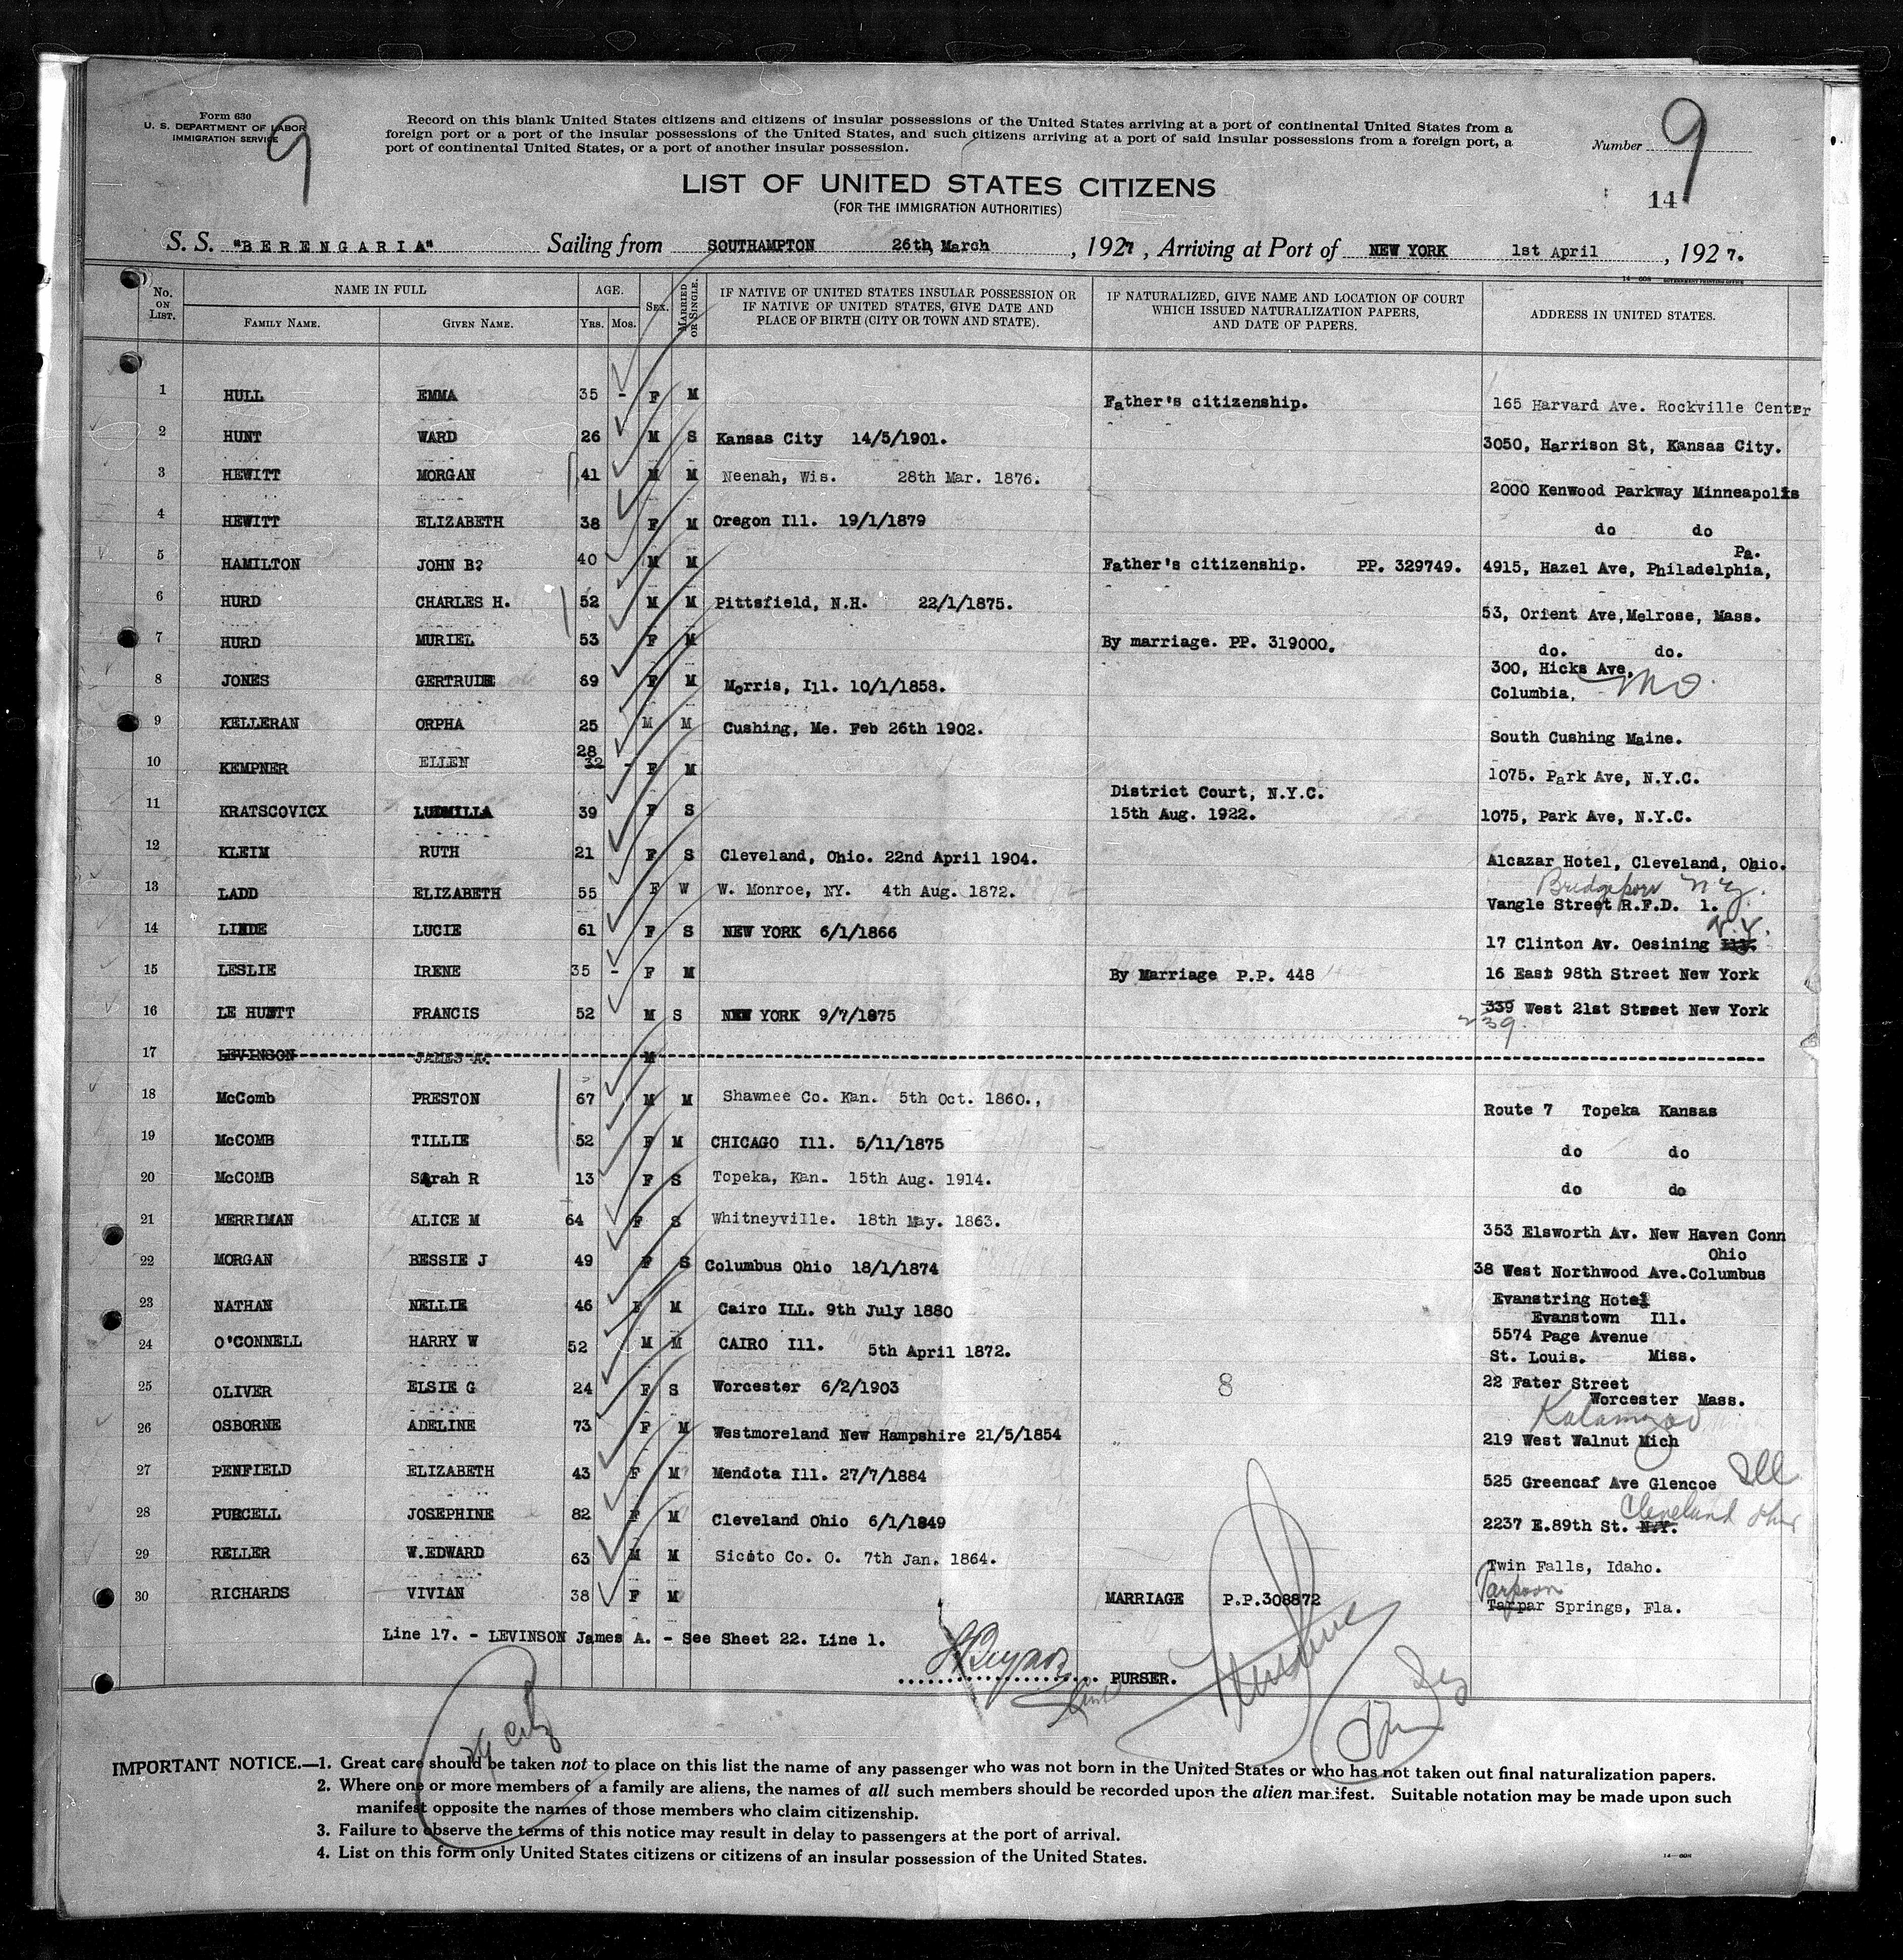 Form 630
U. S. DEPARTMENT OF LABOR
IMMIGRATION SERVICE
9
Record on this blank United States citizens and citizens of insular possessions of the United States arriving at a port of continental United States from a
foreign port or a port of the insular possessions of the United States, and such citizens arriving at a port of said insular possessions from a foreign port, a
port of continental United States, or a port of another insular possession.
Number 9
14
LIST OF UNITED STATES CITIZENS
(FOR THE IMMIGRATION AUTHORITIES)
S. S. "BERENGARIA" Sailing from SOUTHAMPTON 26th, March , 1927, Arriving at Port of NEW YORK 1st April , 1927.
No. ON LIST. NAME IN FULL FAMILY NAME. GIVEN NAME. AGE. YRS. MOS. SEX. MARRIED OR SINGLE. IF NATIVE OF UNITED STATES INSULAR POSSESSION OR IF NATIVE OF UNITED STATES, GIVE DATE AND PLACE OF BIRTH (CITY OR TOWN AND STATE). IF NATURALIZED, GIVE NAME AND LOCATION OF COURT WHICH ISSUED NATURALIZATION PAPERS, AND DATE OF PAPERS. ADDRESS IN UNITED STATES.
1 HULL EMMA 35 - F M Father's citizenship. 165 Harvard Ave. Rockville Center
2 HUNT WARD 26 M S Kansas City 14/5/1901. 3050, Harrison St, Kansas City.
3 HEWITT MORGAN 41 M M Neenah, Wis. 28th Mar. 1876. 2000 Kenwood Parkway Minneapolis
4 HEWITT ELIZABETH 38 F M Oregon Ill. 19/1/1879 do do
5 HAMILTON JOHN B? 40 M M Father's citizenship. PP. 329749. 4915, Hazel Ave, Philadelphia, Pa.
6 HURD CHARLES H. 52 M M Pittsfield, N.H. 22/1/1875. 53, Orient Ave, Melrose, Mass.
7 HURD MURIEL 53 F M By marriage. PP. 319000. do. do.
8 JONES GERTRUDE 69 F M Morris, Ill. 10/1/1858. 300, Hicks Ave, Columbia, Mo.
9 KELLERAN ORPHA 25 M M Cushing, Me. Feb 26th 1902. South Cushing Maine.
10 KEMPNER ELLEN 28 32 - F M 1075. Park Ave, N.Y.C.
11 KRATSCOVICX LUDMILLA 39 F S District Court, N.Y.C. 15th Aug. 1922. 1075, Park Ave, N.Y.C.
12 KLEIM RUTH 21 F S Cleveland, Ohio. 22nd April 1904. Alcazar Hotel, Cleveland, Ohio.
13 LADD ELIZABETH 55 F W W. Monroe, NY. 4th Aug. 1872. Bridgeport N.Y. Vangle Street R.F.D. 1.
14 LINDE LUCIE 61 F S NEW YORK 6/1/1866 17 Clinton Av. Oesining Ill. N.Y.
15 LESLIE IRENE 35 - F M By Marriage P.P. 448 16 East 98th Street New York
16 LE HUNTT FRANCIS 52 M S NEW YORK 9/7/1875 339 West 21st Street New York
239.
17 LEVINSON JAMES A. M
18 McComb PRESTON 67 M M Shawnee Co. Kan. 5th Oct. 1860., Route 7 Topeka Kansas
19 McCOMB TILLIE 52 F M CHICAGO Ill. 5/11/1875 do do
20 McCOMB Sarah R 13 F S Topeka, Kan. 15th Aug. 1914. do do
21 MERRIMAN ALICE M 64 F S Whitneyville. 18th May. 1863. 353 Elsworth Av. New Haven Conn
22 MORGAN BESSIE J 49 F S Columbus Ohio 18/1/1874 38 West Northwood Ave. Columbus Ohio
23 NATHAN NELLIE 46 F M Cairo ILL. 9th July 1880 Evanstring Hotel Evanstown Ill.
24 O'CONNELL HARRY W 52 M M CAIRO Ill. 5th April 1872. 5574 Page Avenue St. Louis. Miss.
25 OLIVER ELSIE G 24 F S Worcester 6/2/1903 8 22 Fater Street Worcester Mass.
26 OSBORNE ADELINE 73 F M Westmoreland New Hampshire 21/5/1854 Kalamazoo 219 West Walnut Mich
27 PENFIELD ELIZABETH 43 F M Mendota Ill. 27/7/1884 525 Greencaf Ave Glencoe Ill
28 PURCELL JOSEPHINE 82 F M Cleveland Ohio 6/1/1849 2237 E.89th St. N.Y. Cleveland Ohio
29 RELLER W.EDWARD 63 M M Sicito Co. O. 7th Jan. 1864. Twin Falls, Idaho.
30 RICHARDS VIVIAN 38 F M MARRIAGE P.P.308872 Tarpoon Tarpar Springs, Fla.
Line 17. - LEVINSON James A. - See Sheet 22. Line 1.
PURSER.
IMPORTANT NOTICE.—1. Great care should be taken not to place on this list the name of any passenger who was not born in the United States or who has not taken out final naturalization papers.
2. Where one or more members of a family are aliens, the names of all such members should be recorded upon the alien manifest. Suitable notation may be made upon such
manifest opposite the names of those members who claim citizenship.
3. Failure to observe the terms of this notice may result in delay to passengers at the port of arrival.
4. List on this form only United States citizens or citizens of an insular possession of the United States.